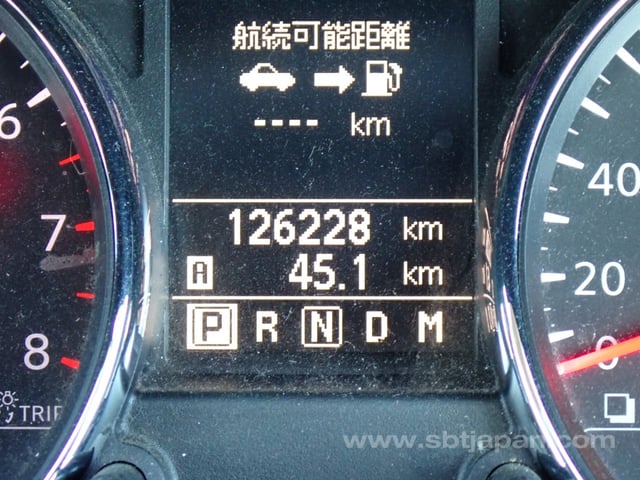 航続可能距離
---- km
126228 km
A 45.1 km
P R N D M
6
7
8
TRIP
40
20
0
www.sbtjapan.com